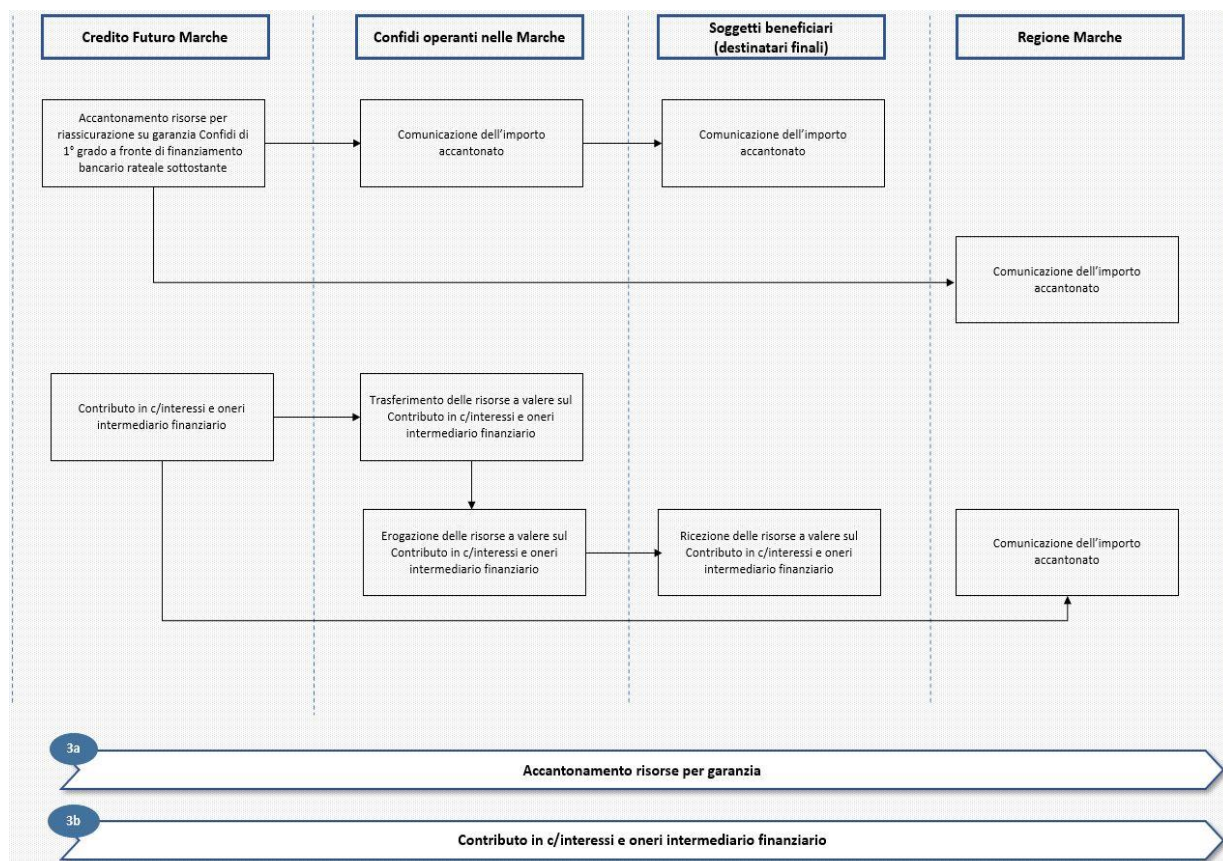 Credito Futuro Marche
Confidi operanti nelle Marche
Soggetti beneficiari
(destinatari finali)
Regione Marche
Accantonamento risorse per
riassicurazione su garanzia Confidi di
1° grado a fronte di finanziamento
bancario rateale sottostante
Comunicazione dell'importo
accantonato
Comunicazione dell'importo
accantonato
Comunicazione dell'importo
accantonato
Contributo in c/interessi e oneri
intermediario finanziario
Trasferimento delle risorse a valere sul
Contributo in c/interessi e oneri
intermediario finanziario
Erogazione delle risorse a valere sul
Contributo in c/interessi e oneri
intermediario finanziario
Ricezione delle risorse a valere sul
Contributo in c/interessi e oneri
intermediario finanziario
Comunicazione dell'importo
accantonato
3a
Accantonamento risorse per garanzia
3b
Contributo in c/interessi e oneri intermediario finanziario